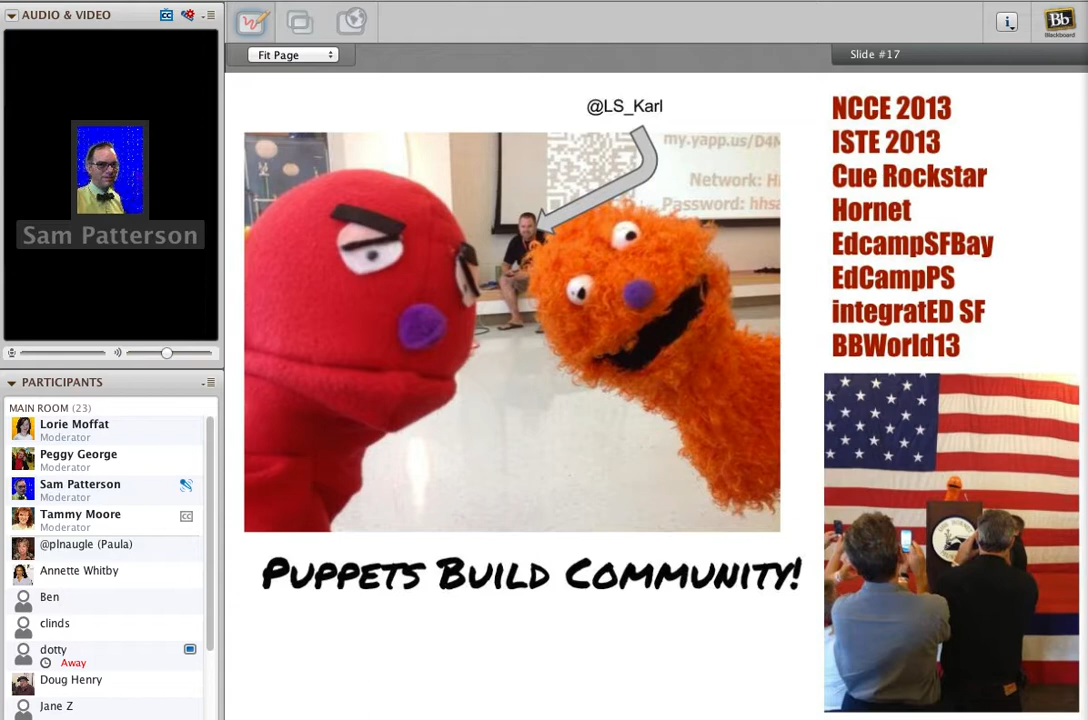 AUDIO & VIDEO
Sam Patterson
PARTICIPANTS
MAIN ROOM (23)
Lorie Moffat
Moderator
Peggy George
Moderator
Sam Patterson
Moderator
Tammy Moore
Moderator
CC
@plnaugle (Paula)
Annette Whitby
Ben
clinds
dotty
Away
Doug Henry
Jane Z
Fit Page
Slide #17
Bb
Blackboard
@LS_Karl
my.yapp.us/D4M
Network: H
Password: hhsa
PUPPETS BUILD COMMUNITY!
NCCE 2013
ISTE 2013
Cue Rockstar
Hornet
EdcampSFBay
EdCampPS
integratED SF
BBWorld13